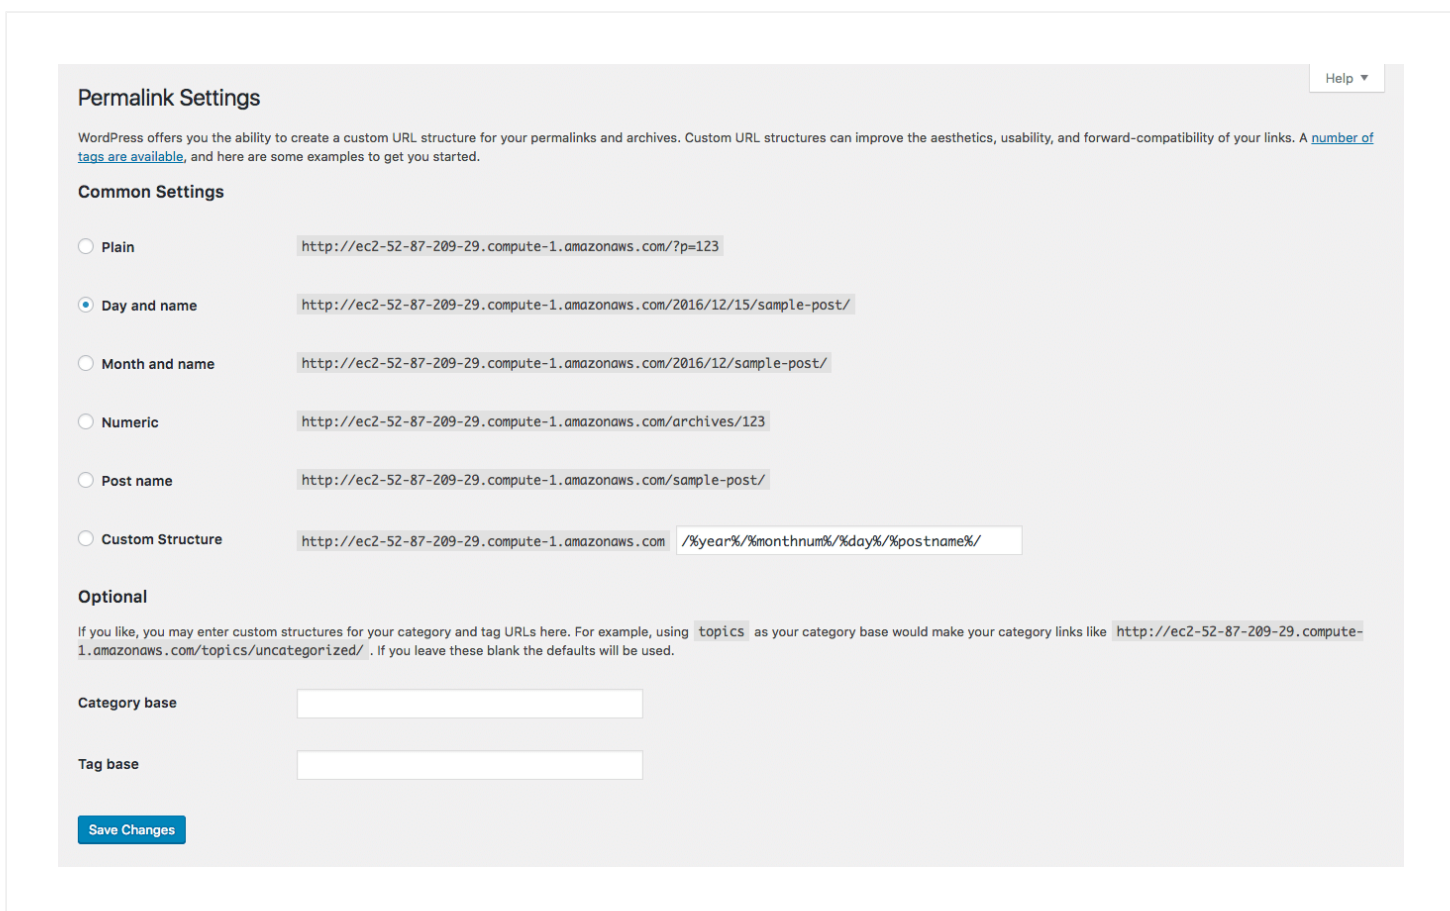 Help ▼
Permalink Settings
WordPress offers you the ability to create a custom URL structure for your permalinks and archives. Custom URL structures can improve the aesthetics, usability, and forward-compatibility of your links. A number of
tags are available, and here are some examples to get you started.
Common Settings
Plain http://ec2-52-87-209-29.compute-1.amazonaws.com/?p=123
Day and name http://ec2-52-87-209-29.compute-1.amazonaws.com/2016/12/15/sample-post/
Month and name http://ec2-52-87-209-29.compute-1.amazonaws.com/2016/12/sample-post/
Numeric http://ec2-52-87-209-29.compute-1.amazonaws.com/archives/123
Post name http://ec2-52-87-209-29.compute-1.amazonaws.com/sample-post/
Custom Structure http://ec2-52-87-209-29.compute-1.amazonaws.com /%year%/%monthnum%/%day%/%postname%/
Optional
If you like, you may enter custom structures for your category and tag URLs here. For example, using topics as your category base would make your category links like http://ec2-52-87-209-29.compute-
1.amazonaws.com/topics/uncategorized/ . If you leave these blank the defaults will be used.
Category base
Tag base
Save Changes